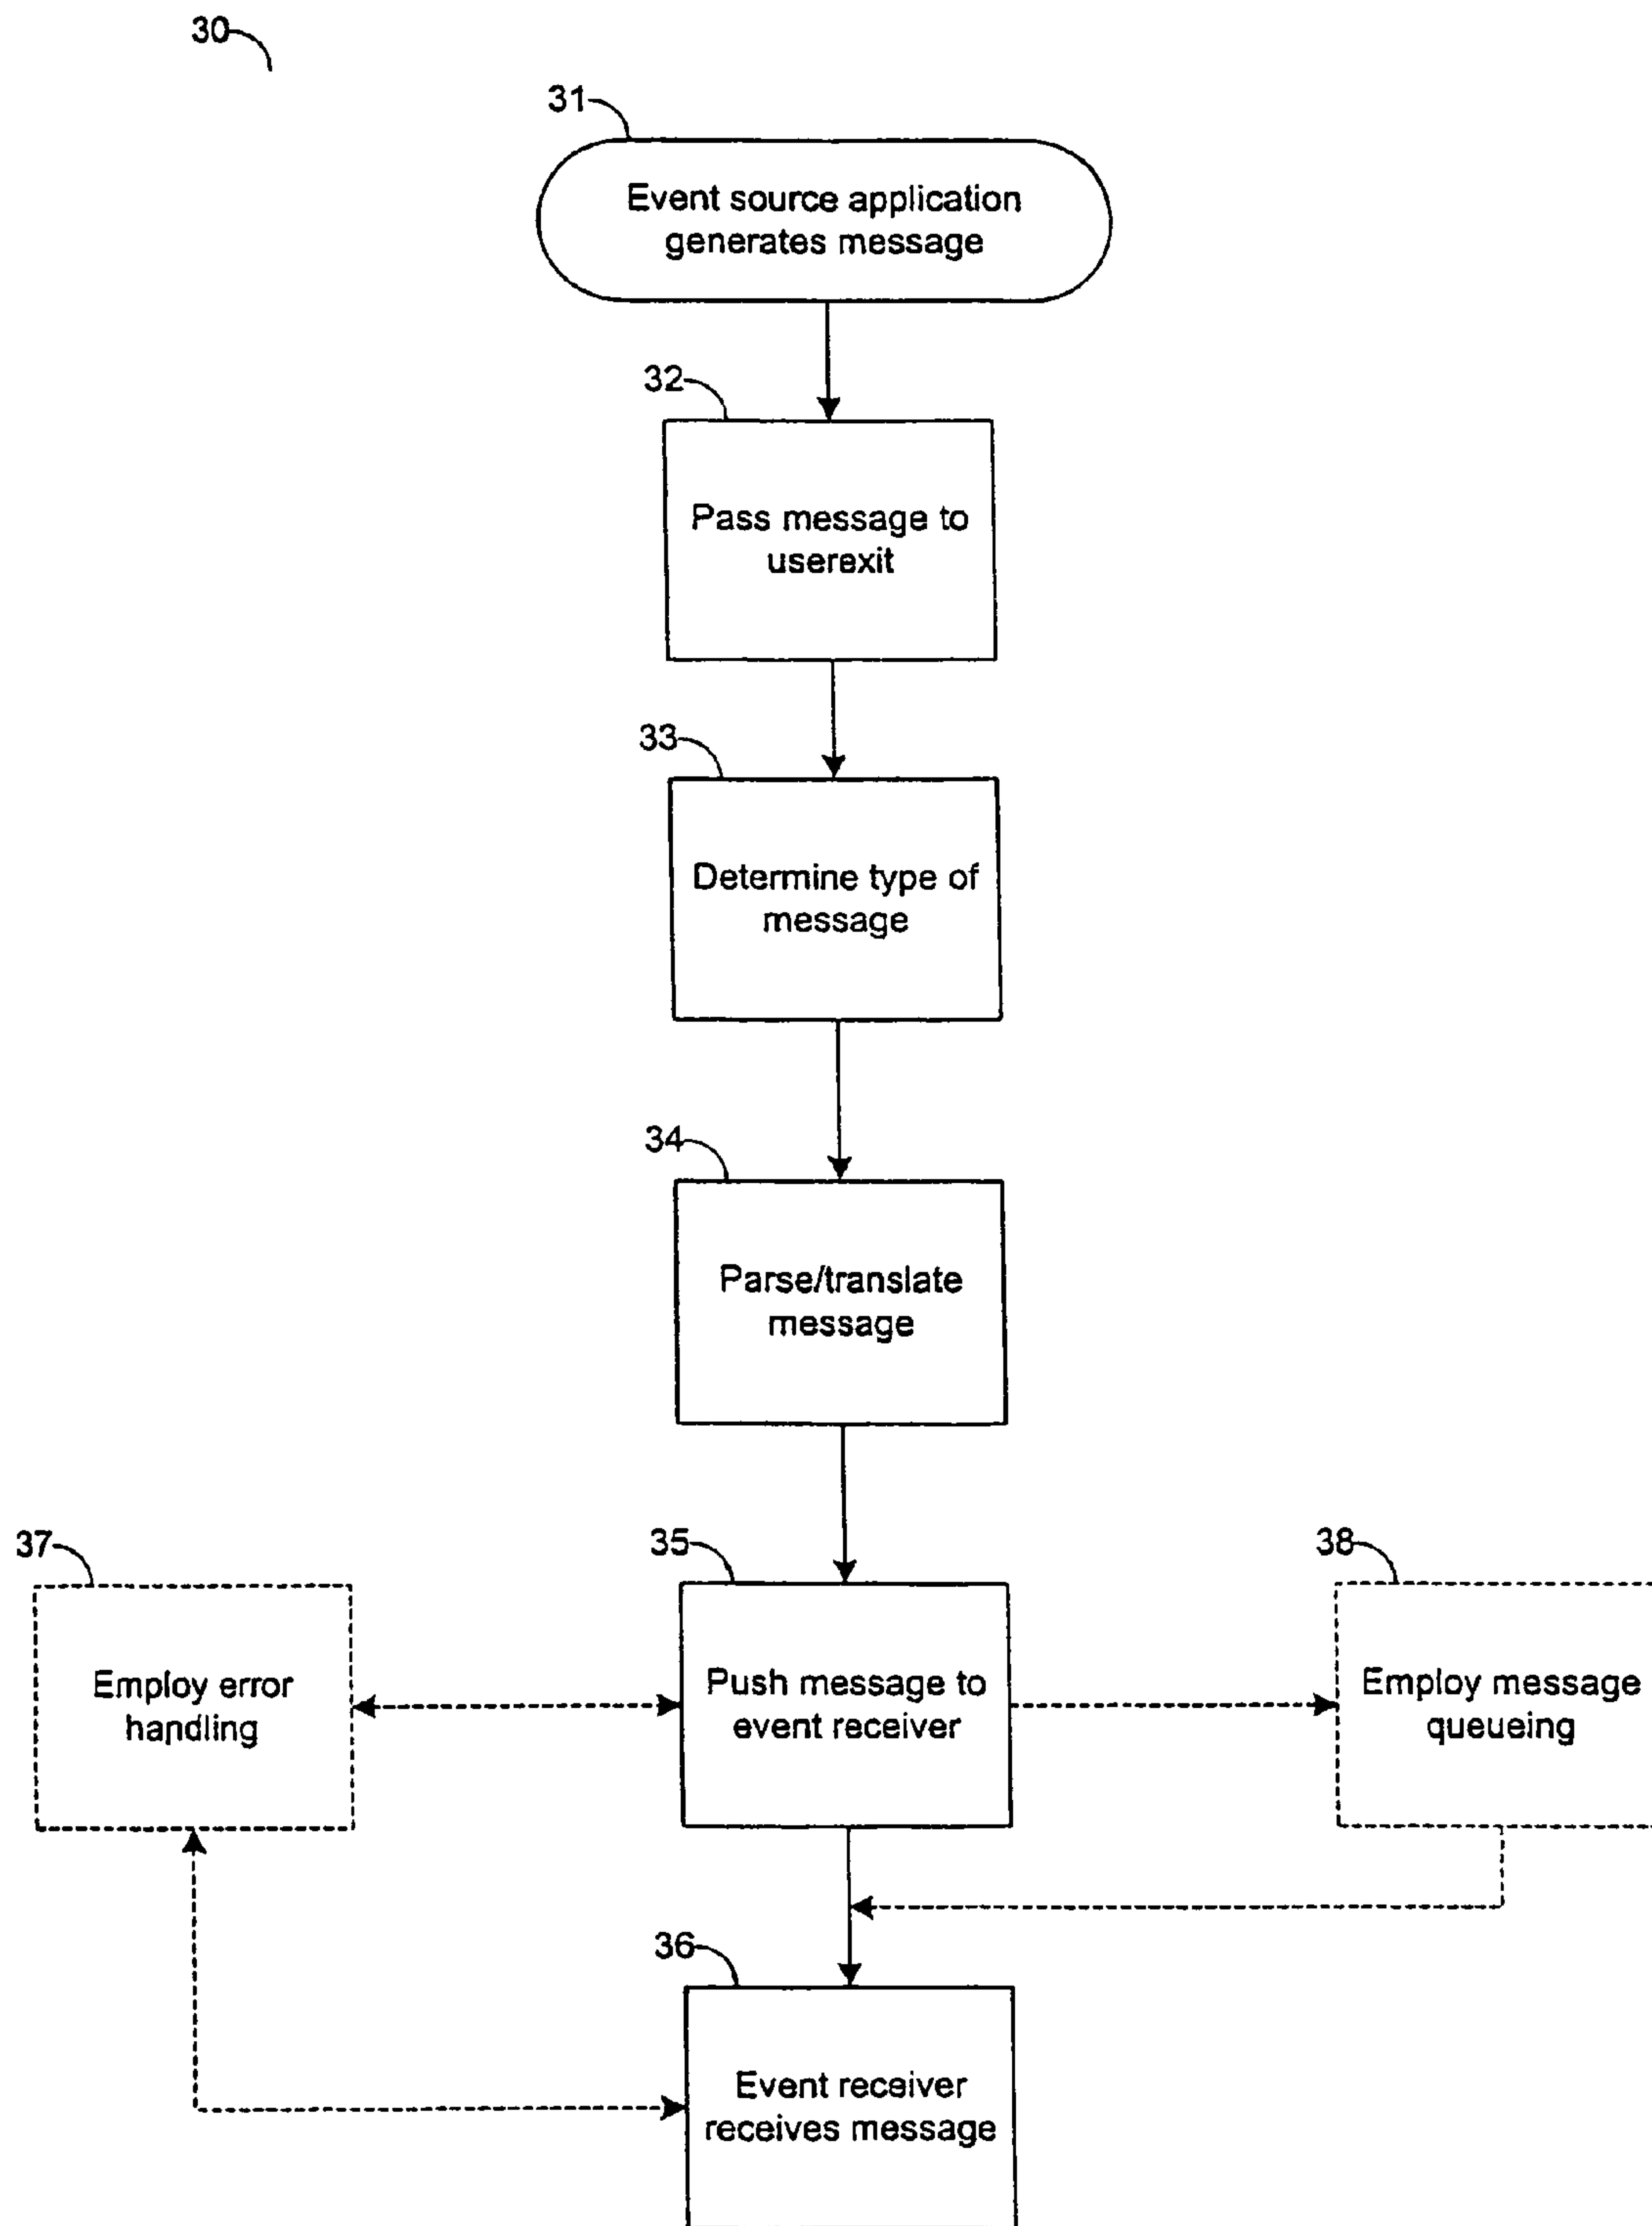 30
31
Event source application
generates message
32
Pass message to
userexit
33
Determine type of
message
34
Parse/translate
message
37
35
38
Employ error
handling
Push message to
event receiver
Employ message
queueing
36
Event receiver
receives message